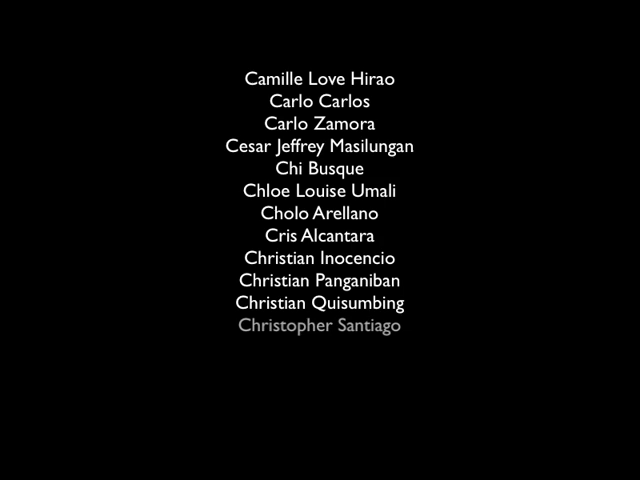 Camille Love Hirao
Carlo Carlos
Carlo Zamora
Cesar Jeffrey Masilungan
Chi Busque
Chloe Louise Umali
Cholo Arellano
Cris Alcantara
Christian Inocencio
Christian Panganiban
Christian Quisumbing
Christopher Santiago